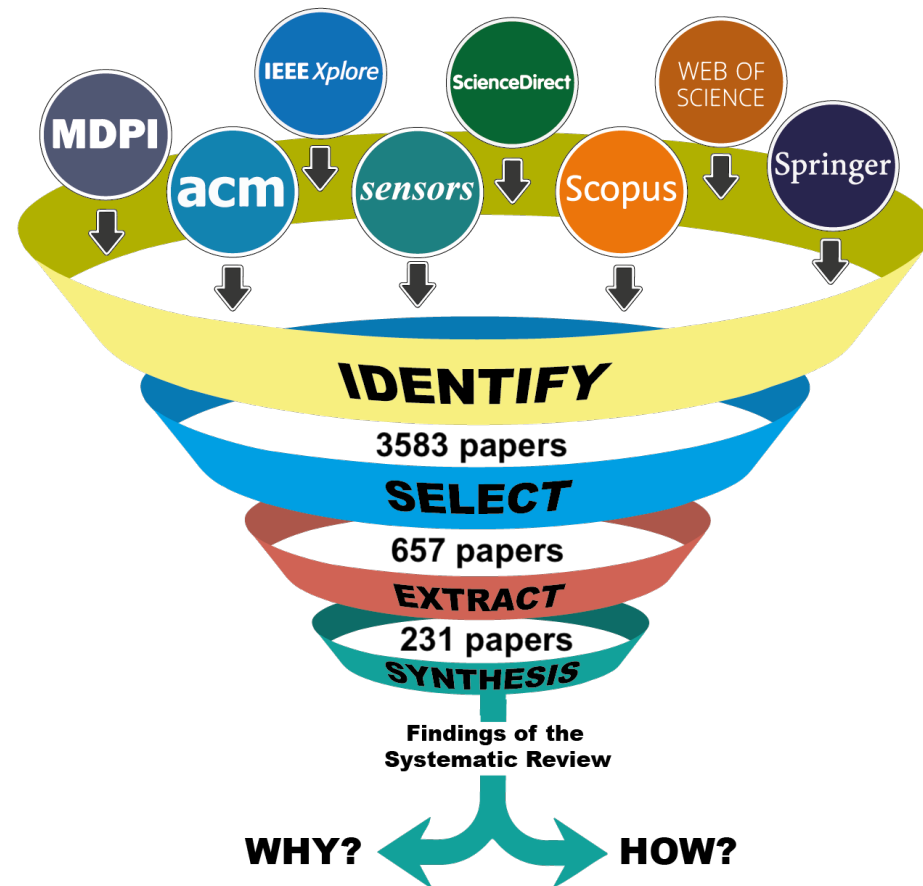 IEEE Xplore
ScienceDirect
WEB OF
SCIENCE
MDPI
acm
sensors
Scopus
Springer
IDENTIFY
3583 papers
SELECT
657 papers
EXTRACT
231 papers
SYNTHESIS
Findings of the
Systematic Review
WHY?
HOW?